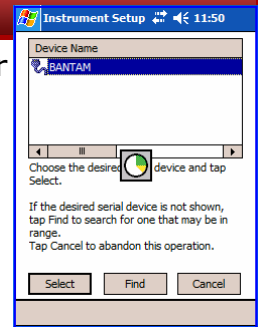 Instrument Setup 11:50
r
Device Name
BANTAM
Choose the desired device and tap
Select.
If the desired serial device is not shown,
tap Find to search for one that may be in
range.
Tap Cancel to abandon this operation.
Select Find Cancel